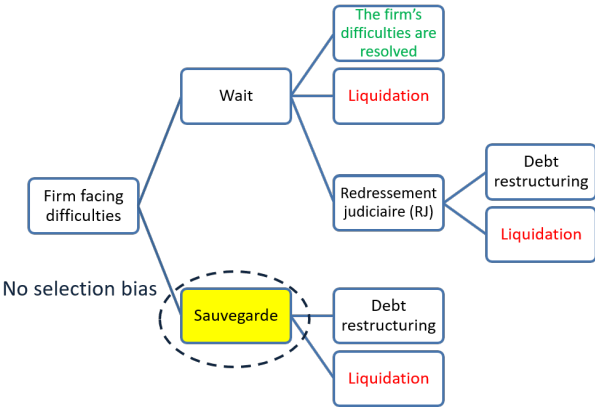 The firm's
difficulties are
resolved
Wait
Liquidation
Firm facing
difficulties
Redressement
judiciaire (RJ)
Debt
restructuring
Liquidation
No selection bias
Sauvegarde
Debt
restructuring
Liquidation